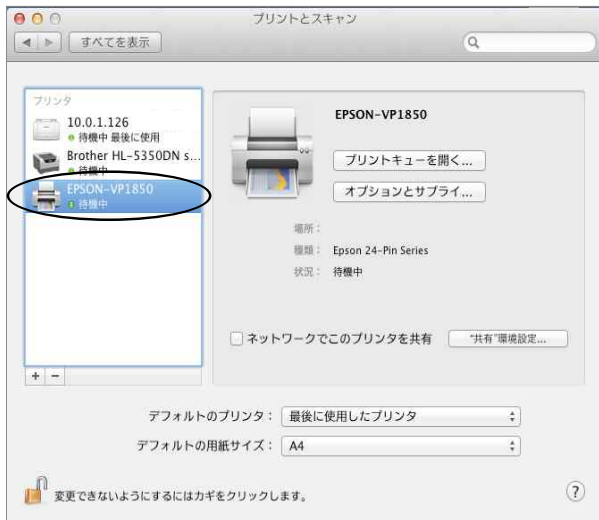 プリントとスキャン
すべてを表示
プリンタ
10.0.1.126
待機中 最後に使用
Brother HL-5350DN s...
待機中
EPSON-VP1850
待機中
EPSON-VP1850
プリントキューを開く...
オプションとサプライ...
場所：
種類： Epson 24-Pin Series
状況： 待機中
ネットワークでこのプリンタを共有 "共有"環境設定...
+ -
デフォルトのプリンタ： 最後に使用したプリンタ
デフォルトの用紙サイズ： A4
変更できないようにするにはカギをクリックします。 ?